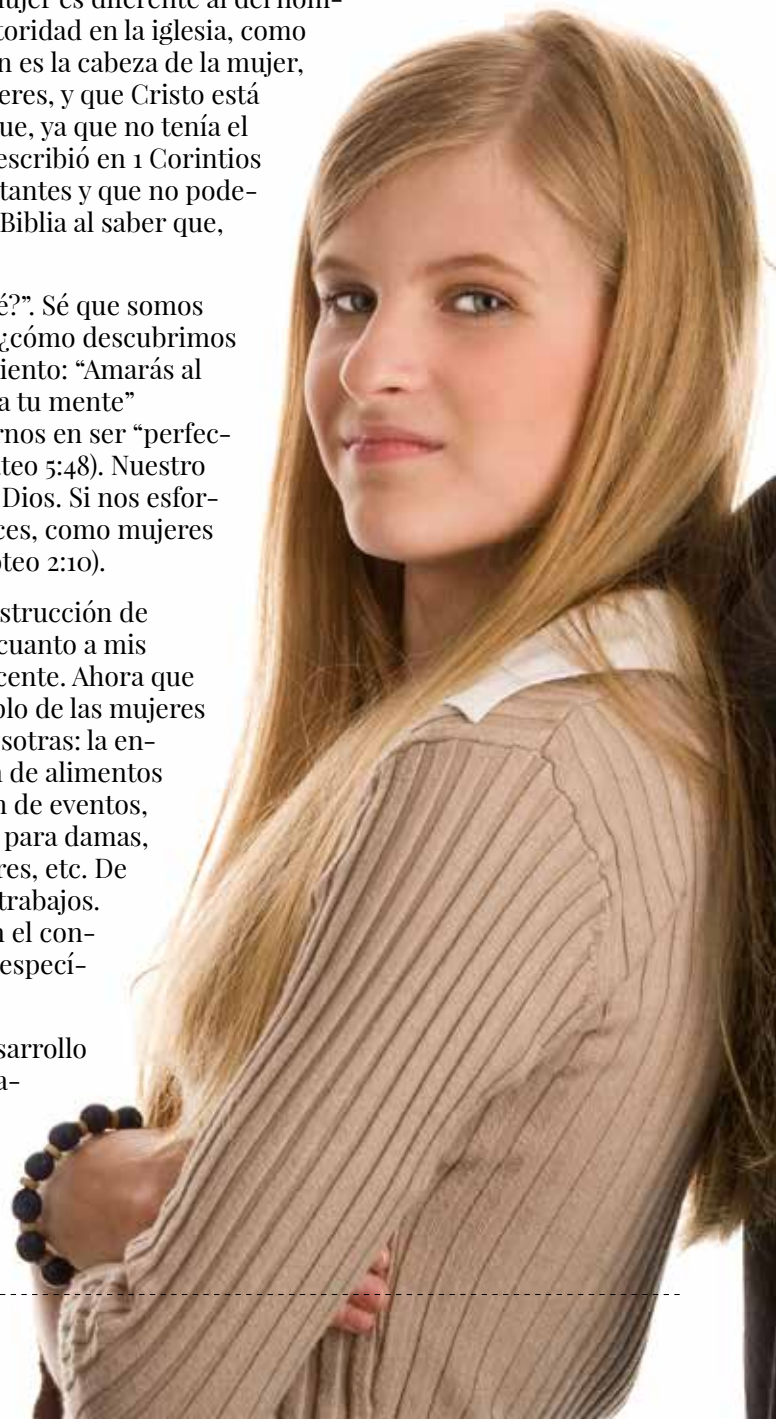 mujer es diferente al del hom-
toridad en la iglesia, como
n es la cabeza de la mujer,
eres, y que Cristo está
ue, ya que no tenía el
escribió en 1 Corintios
tantes y que no pode-
Biblia al saber que,
é?”. Sé que somos
¿cómo descubrimos
iento: “Amarás al
a tu mente”
rnos en ser “perfec-
teo 5:48). Nuestro
Dios. Si nos esfor-
ces, como mujeres
oteo 2:10).
strucción de
cuanto a mis
cente. Ahora que
plo de las mujeres
sotras: la en-
n de alimentos
n de eventos,
para damas,
res, etc. De
trabajos.
n el con-
especí-
sarrollo
a-